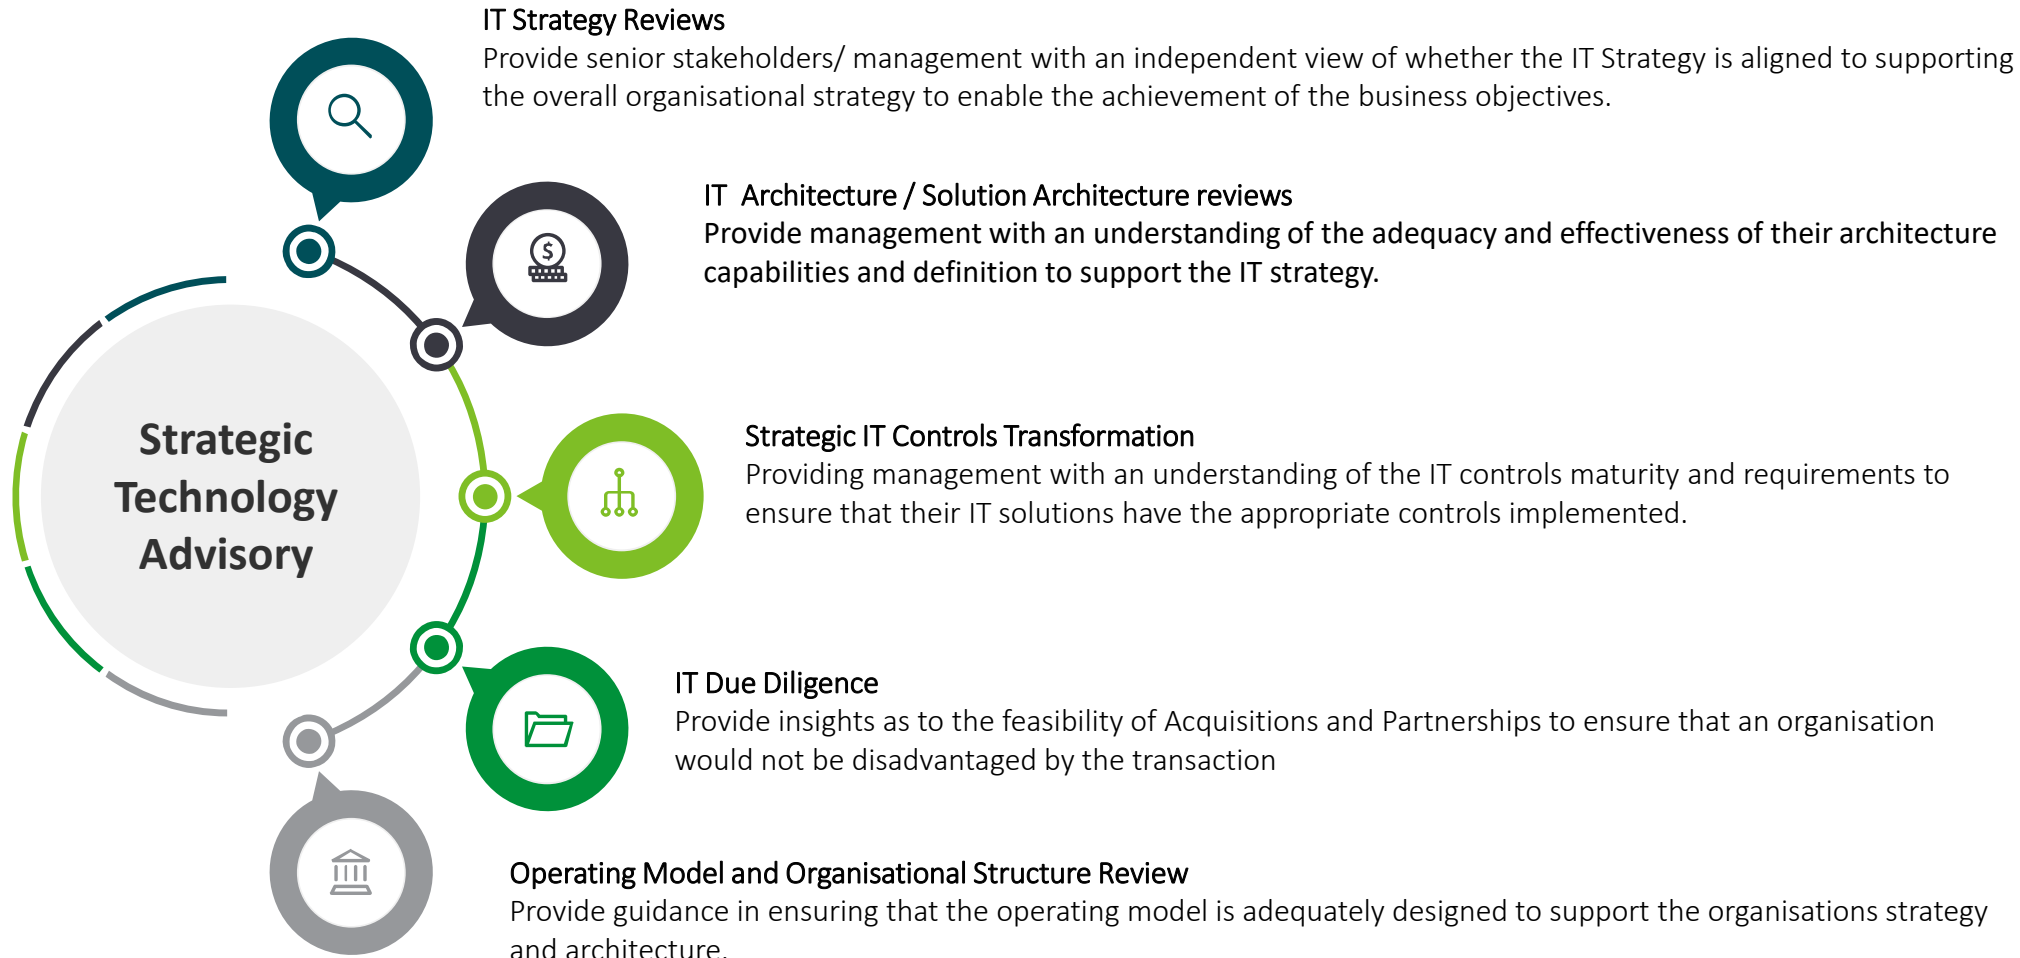 IT Strategy Reviews
Provide senior stakeholders/ management with an independent view of whether the IT Strategy is aligned to supporting
the overall organisational strategy to enable the achievement of the business objectives.
IT  Architecture / Solution Architecture reviews
Provide management with an understanding of the adequacy and effectiveness of their architecture
capabilities and definition to support the IT strategy.
Strategic
Technology
Advisory
Strategic IT Controls Transformation
Providing management with an understanding of the IT controls maturity and requirements to
ensure that their IT solutions have the appropriate controls implemented.
IT Due Diligence
Provide insights as to the feasibility of Acquisitions and Partnerships to ensure that an organisation
would not be disadvantaged by the transaction
Operating Model and Organisational Structure Review
Provide guidance in ensuring that the operating model is adequately designed to support the organisations strategy
and architecture.